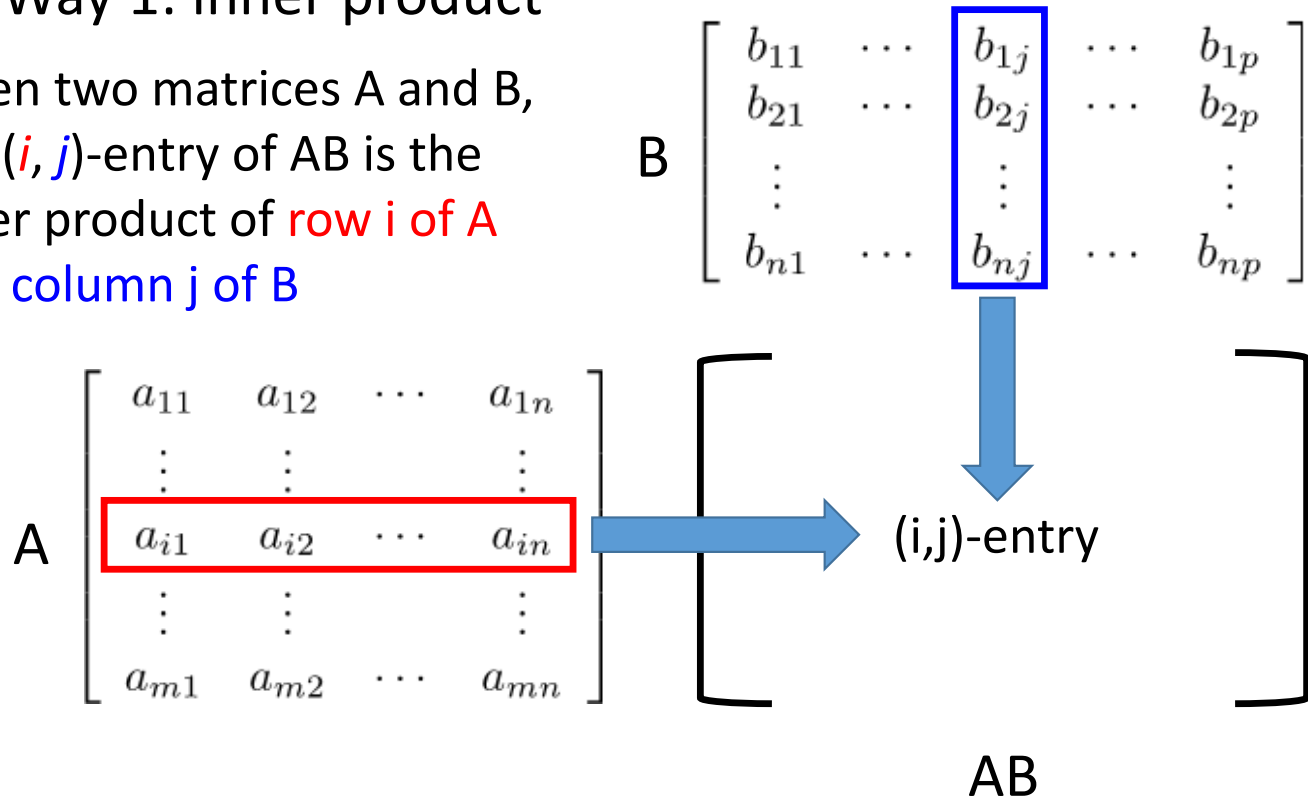 Way 1: Inner product
en two matrices A and B,
(i, j)-entry of AB is the
er product of row i of A
column j of B
B
b11 ⋯ b1j ⋯ b1p
b21 ⋯ b2j ⋯ b2p
⋮ ⋮ ⋮
bn1 ⋯ bnj ⋯ bnp
A
a11 a12 ⋯ a1n
⋮ ⋮ ⋮
ai1 ai2 ⋯ ain
⋮ ⋮ ⋮
am1 am2 ⋯ amn
(i,j)-entry
AB